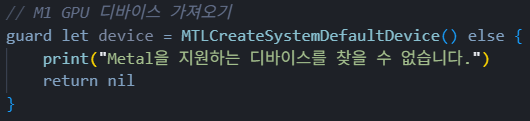 // M1 GPU 디바이스 가져오기
guard let device = MTLCreateSystemDefaultDevice() else {
    print("Metal을 지원하는 디바이스를 찾을 수 없습니다.")
    return nil
}